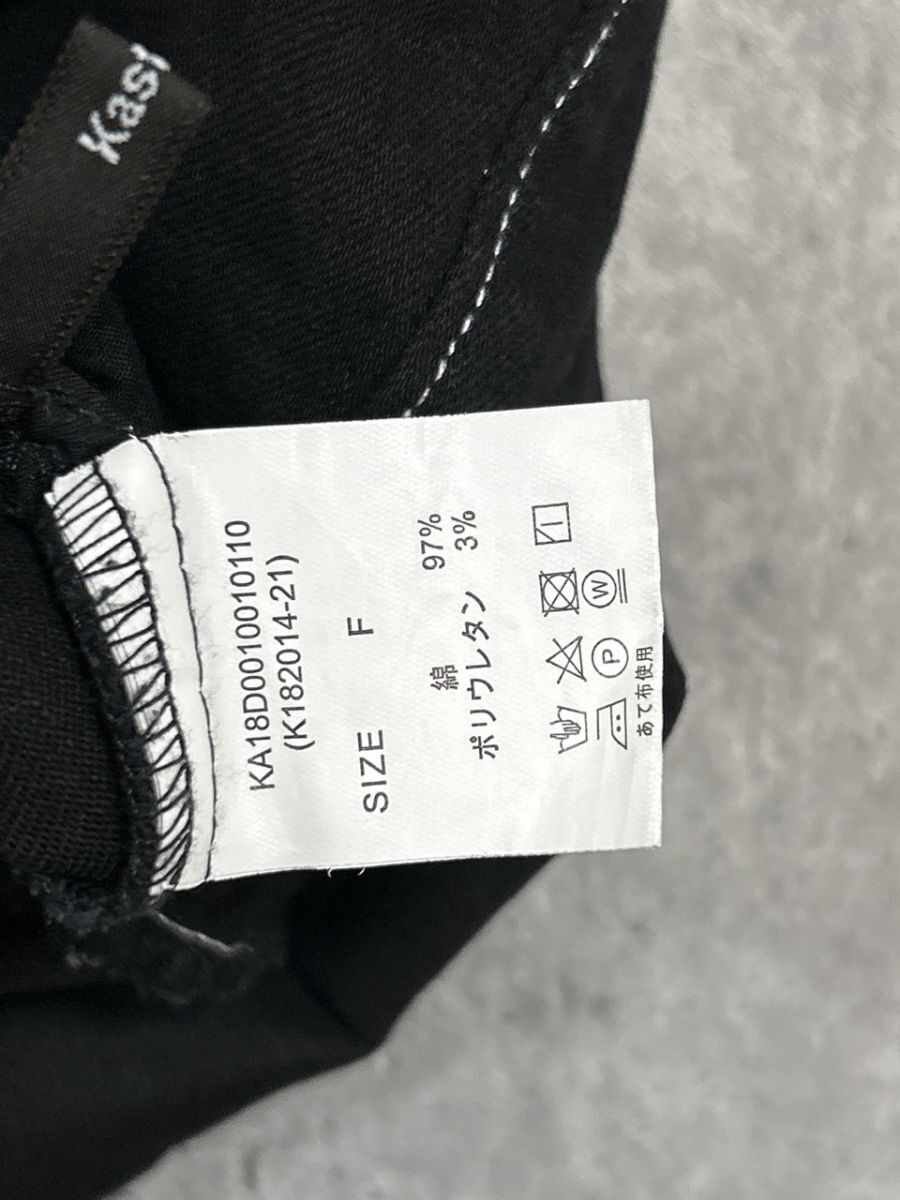 Kas
KA18D0010010110
(K182014-21)
SIZE F
綿 97%
ポリウレタン 3%
P W
あて布使用